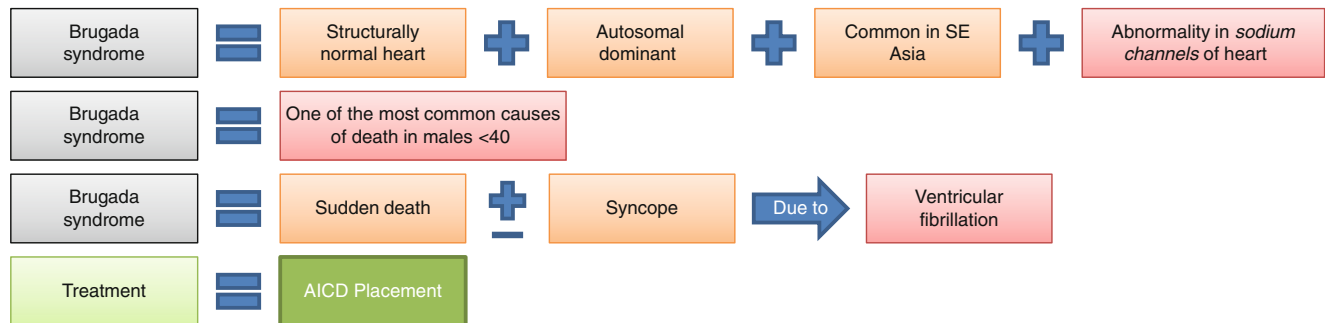 Brugada
syndrome
Structurally
normal heart
Autosomal
dominant
Common in SE
Asia
Abnormality in sodium
channels of heart
Brugada
syndrome
One of the most common causes
of death in males <40
Brugada
syndrome
Sudden death
Syncope
Due to
Ventricular
fibrillation
Treatment
AICD Placement